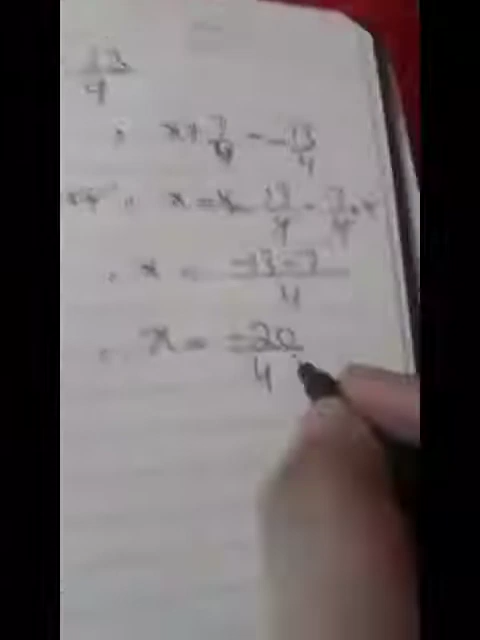 13/4
∴ x + 7/4 = -13/4
x = -13/4 - 7/4
∴ x = -13-7/4
∴ x = -20/4